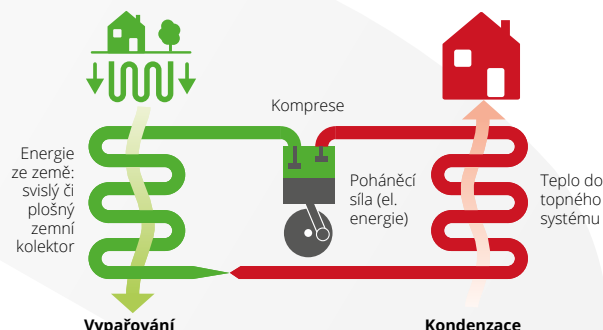 Komprese
Energie
ze země:
svislý či
plošný
zemní
kolektor
Poháněcí
síla (el.
energie)
Teplo do
topného
systému
Vypařování
Kondenzace